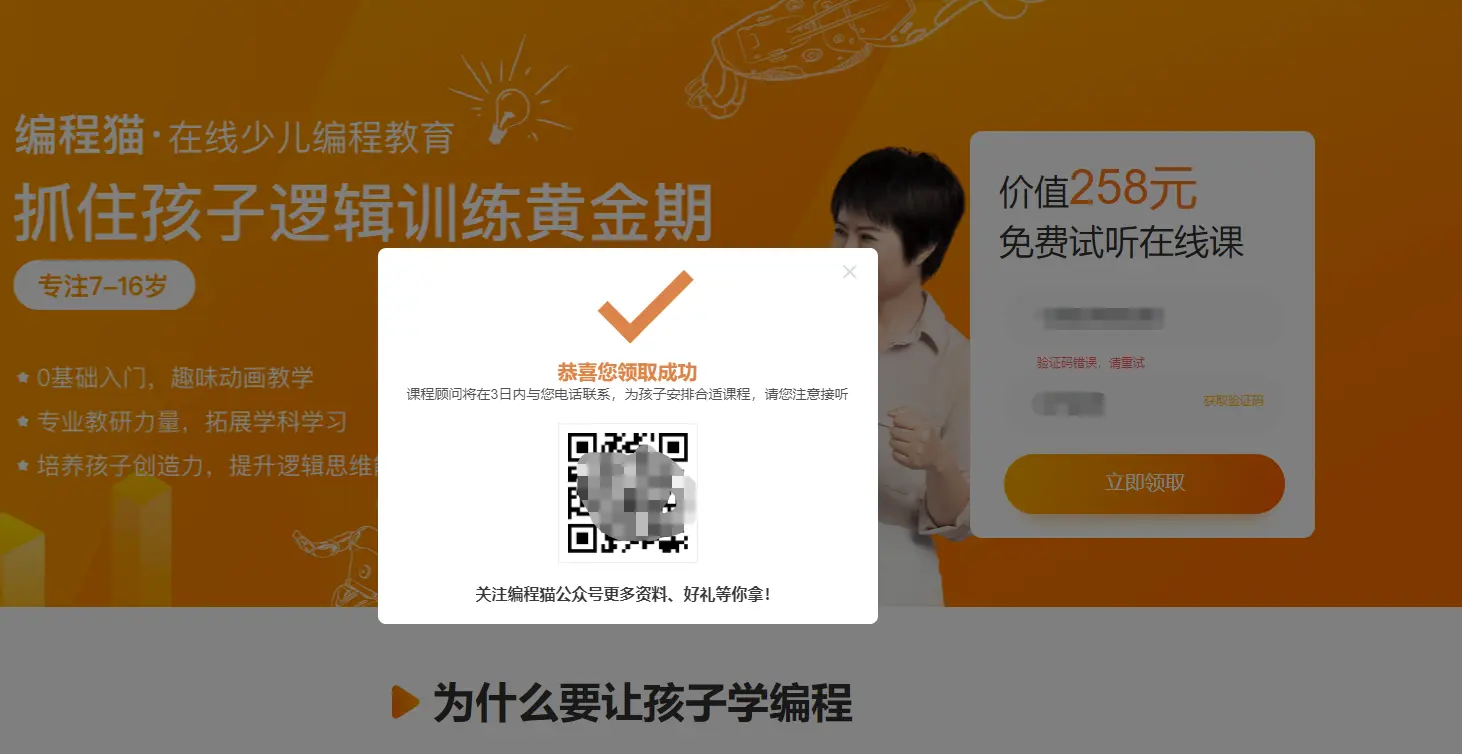 编程猫·在线少儿编程教育
抓住孩子逻辑训练黄金期
专注7–16岁
0基础入门，趣味动画教学
专业教研力量，拓展学科学习
培养孩子创造力，提升逻辑思维
价值258元
免费试听在线课
验证码错误，请重试
获取验证码
立即领取
恭喜您领取成功
课程顾问将在3日内与您电话联系，为孩子安排合适课程，请您注意接听
关注编程猫公众号更多资料、好礼等你拿！
为什么要让孩子学编程